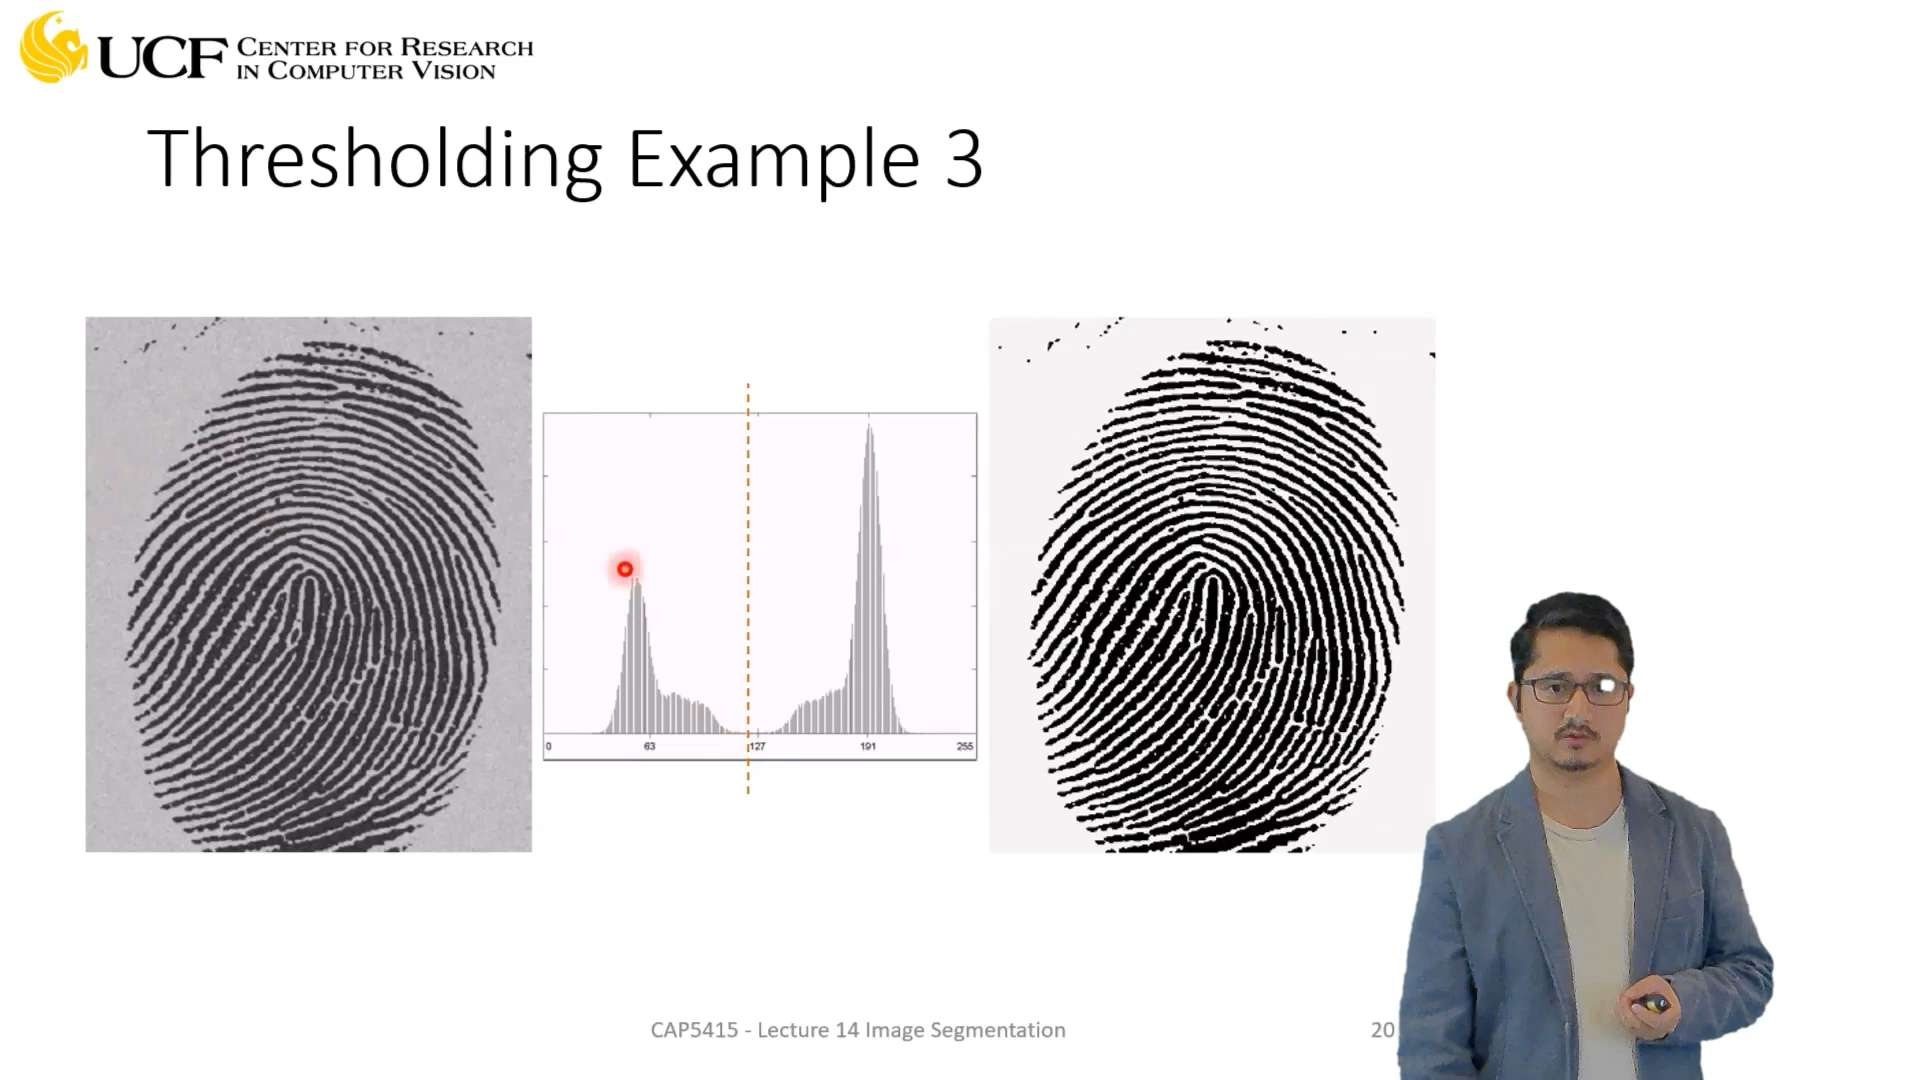 UCF CENTER FOR RESEARCH
IN COMPUTER VISION
Thresholding Example 3
0 63 127 191 255
CAP5415 - Lecture 14 Image Segmentation 20